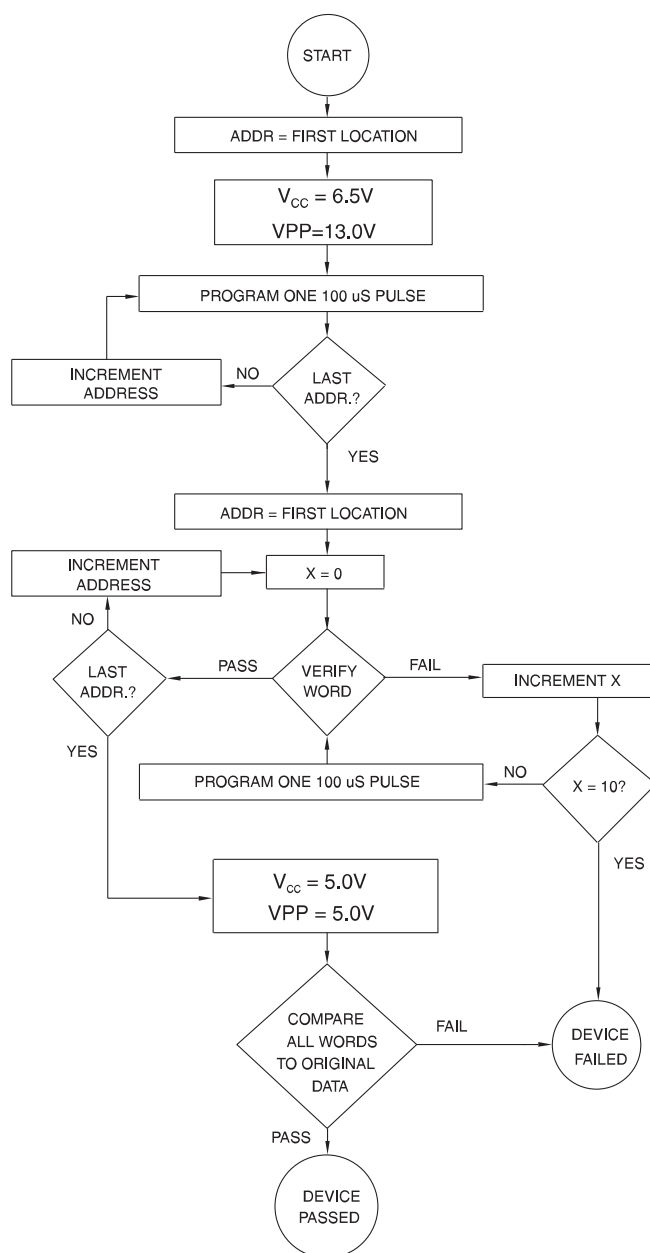 START
ADDR = FIRST LOCATION
VCC = 6.5V
VPP=13.0V
PROGRAM ONE 100 uS PULSE
INCREMENT
ADDRESS
NO
LAST
ADDR.?
YES
ADDR = FIRST LOCATION
INCREMENT
ADDRESS
X = 0
NO
LAST
ADDR.?
PASS
VERIFY
WORD
FAIL
INCREMENT X
YES
PROGRAM ONE 100 uS PULSE
NO
X = 10?
YES
VCC = 5.0V
VPP = 5.0V
COMPARE
ALL WORDS
TO ORIGINAL
DATA
FAIL
DEVICE
FAILED
PASS
DEVICE
PASSED